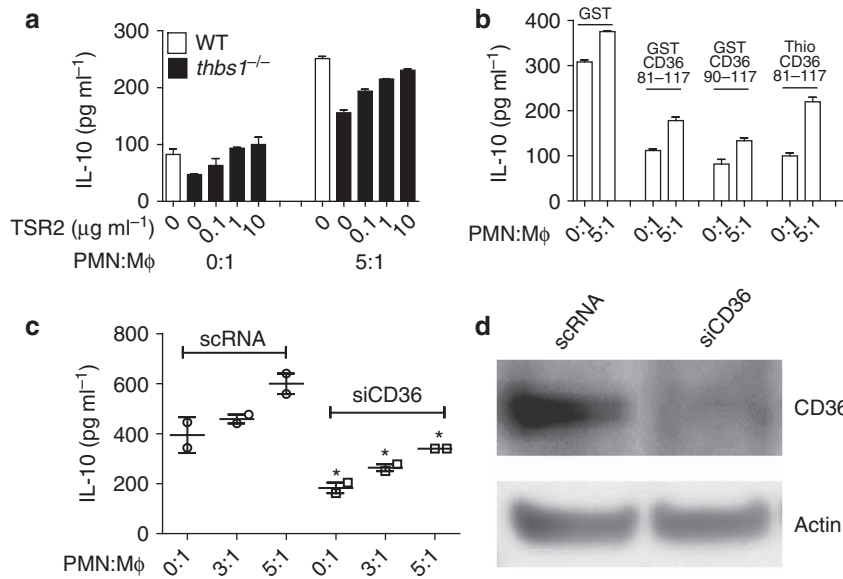 a
300
200
100
0
IL-10 (pg ml⁻¹)
WT
thbs1⁻/⁻
TSR2 (μg ml⁻¹)
0 0 0.1 1 10
0 0 0.1 1 10
PMN:Mϕ
0:1
5:1
b
400
300
200
100
0
IL-10 (pg ml⁻¹)
GST
GST
CD36
81–117
GST
CD36
90–117
Thio
CD36
81–117
PMN:Mϕ
0:1 5:1 0:1 5:1 0:1 5:1 0:1 5:1
c
800
600
400
200
0
IL-10 (pg ml⁻¹)
scRNA
siCD36
* * *
PMN:Mϕ
0:1 3:1 5:1 0:1 3:1 5:1
d
scRNA
siCD36
CD36
Actin